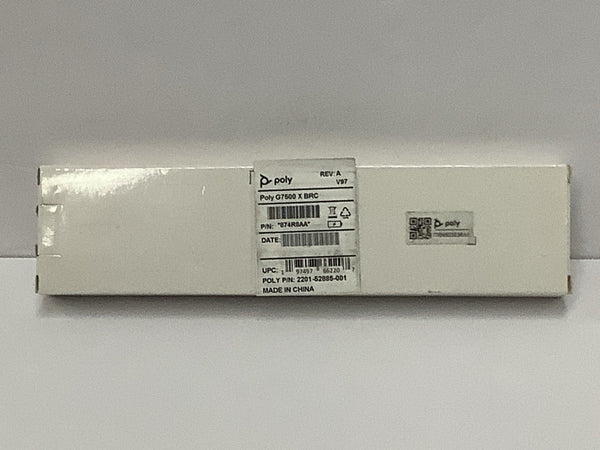 poly
REV: A
V97
Poly G7500 X BRC
P/N: "874R8AA"
DATE:
UPC:
POLY P/N: 2201-52885-001
MADE IN CHINA
poly